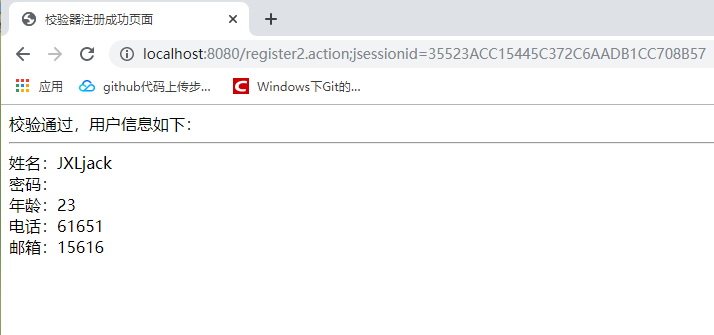 校验器注册成功页面
localhost:8080/register2.action;jsessionid=35523ACC15445C372C6AADB1CC708B57
应用 github代码上传步... Windows下Git的...
校验通过，用户信息如下：
姓名：JXLjack
密码：
年龄：23
电话：61651
邮箱：15616